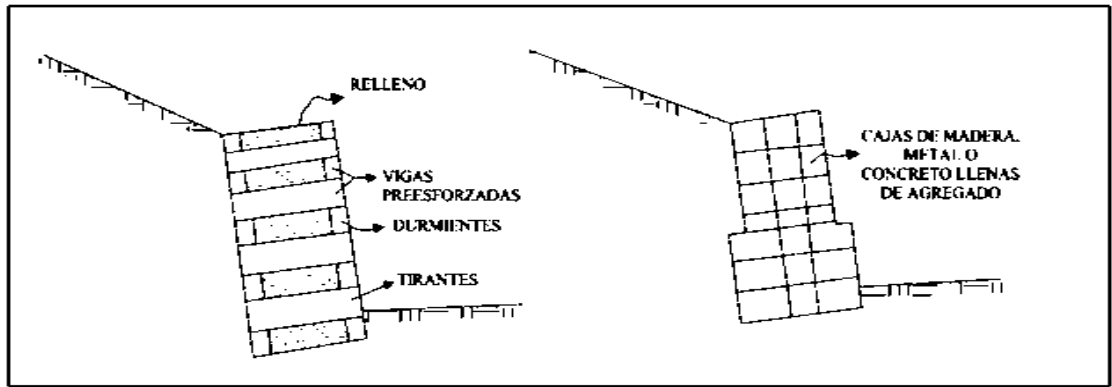 RELLENO
VIGAS
PREESFORZADAS
DURMIENTES
TIRANTES
CAJAS DE MADERA,
METAL O
CONCRETO LLENAS
DE AGREGADO